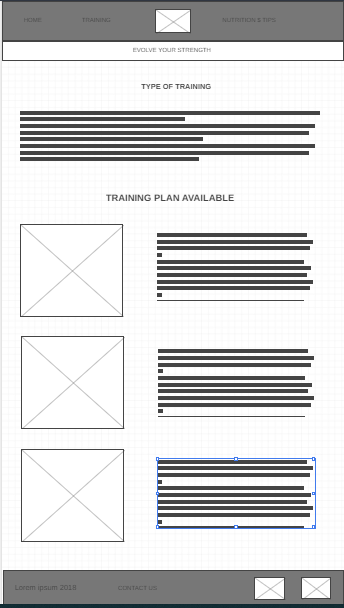 HOME TRAINING NUTRITION & TIPS
EVOLVE YOUR STRENGTH
TYPE OF TRAINING
TRAINING PLAN AVAILABLE
Lorem ipsum 2018 CONTACT US